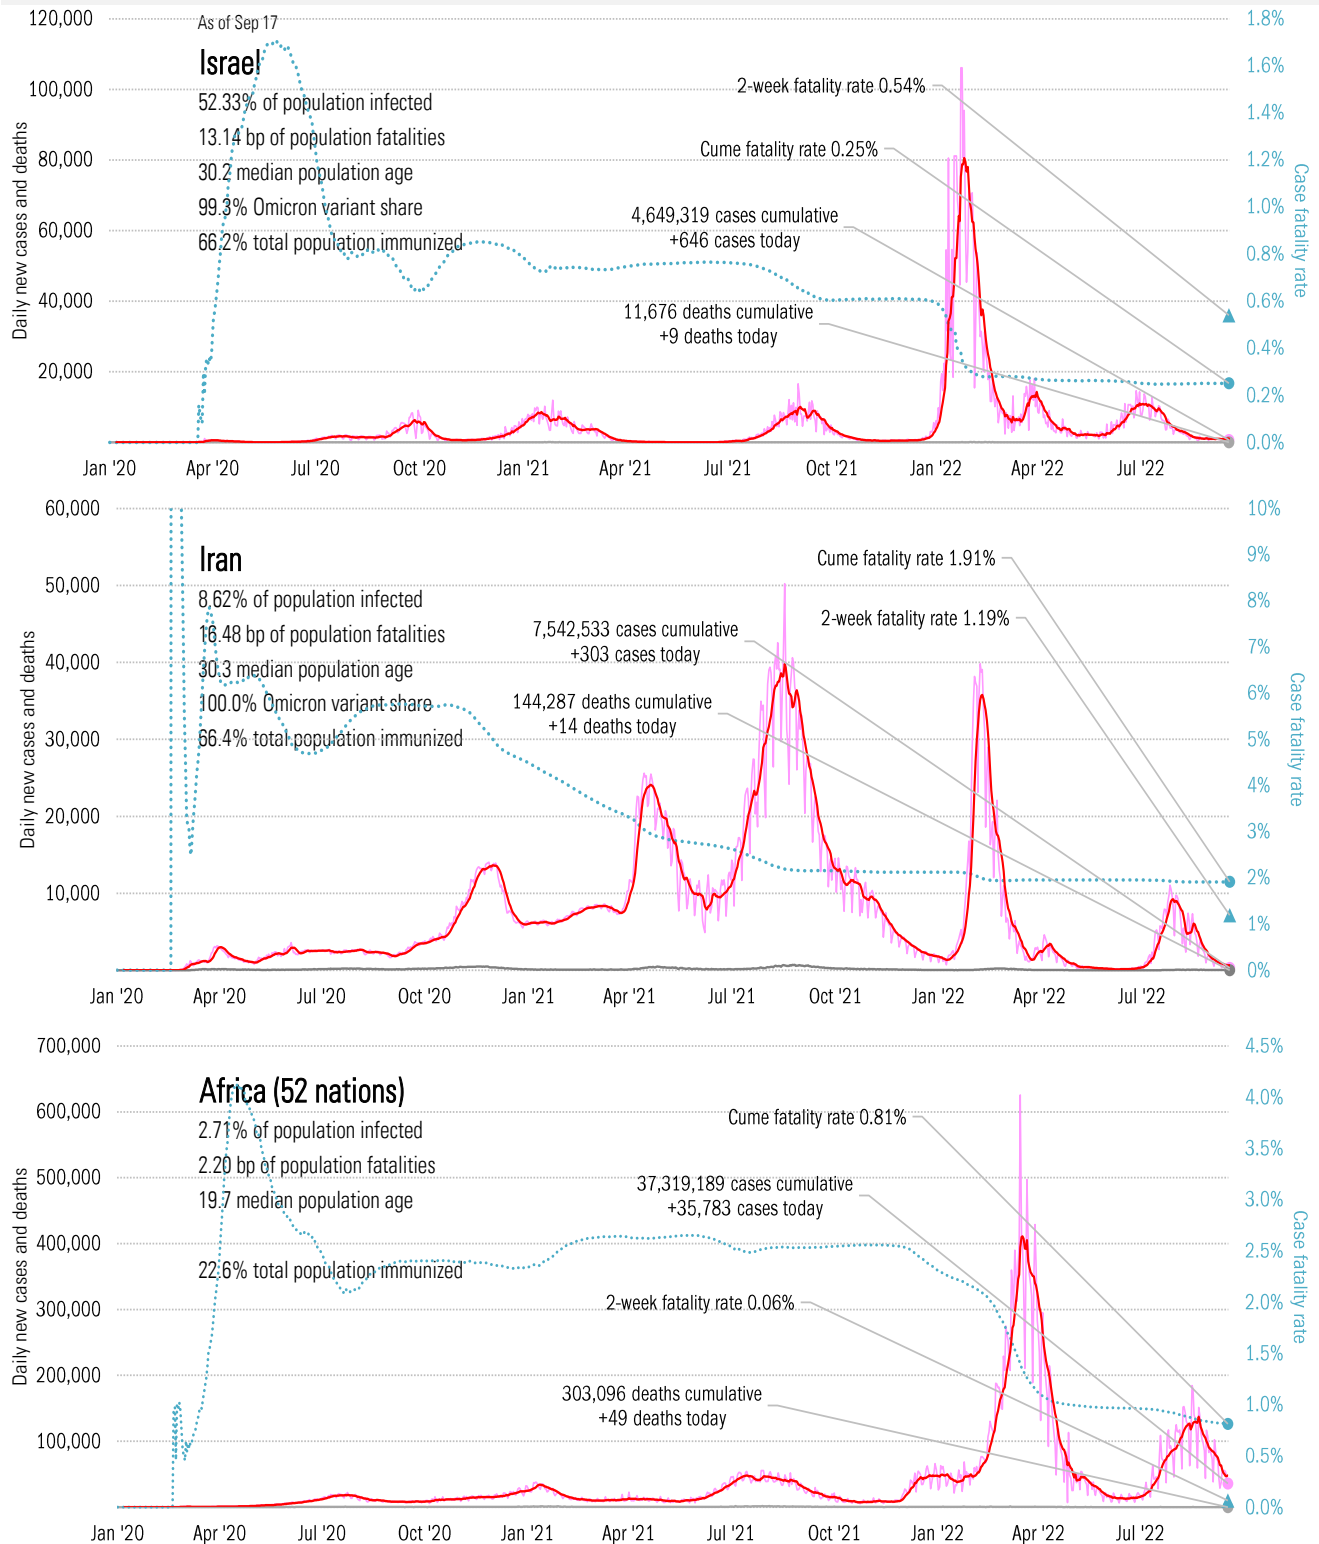 As of Sep 17
Israel
52.33% of population infected
13.14 bp of population fatalities
30.2 median population age
99.3% Omicron variant share
66.2% total population immunized
2-week fatality rate 0.54%
Cume fatality rate 0.25%
4,649,319 cases cumulative
+646 cases today
11,676 deaths cumulative
+9 deaths today
Daily new cases and deaths
120,000
100,000
80,000
60,000
40,000
20,000
Case fatality rate
1.8%
1.6%
1.4%
1.2%
1.0%
0.8%
0.6%
0.4%
0.2%
0.0%
Jan '20 Apr '20 Jul '20 Oct '20 Jan '21 Apr '21 Jul '21 Oct '21 Jan '22 Apr '22 Jul '22
Iran
8.62% of population infected
16.48 bp of population fatalities
30.3 median population age
100.0% Omicron variant share
66.4% total population immunized
Cume fatality rate 1.91%
2-week fatality rate 1.19%
7,542,533 cases cumulative
+303 cases today
144,287 deaths cumulative
+14 deaths today
Daily new cases and deaths
60,000
50,000
40,000
30,000
20,000
10,000
Case fatality rate
10%
9%
8%
7%
6%
5%
4%
3%
2%
1%
0%
Jan '20 Apr '20 Jul '20 Oct '20 Jan '21 Apr '21 Jul '21 Oct '21 Jan '22 Apr '22 Jul '22
Africa (52 nations)
2.71% of population infected
2.20 bp of population fatalities
19.7 median population age
22.6% total population immunized
Cume fatality rate 0.81%
37,319,189 cases cumulative
+35,783 cases today
2-week fatality rate 0.06%
303,096 deaths cumulative
+49 deaths today
Daily new cases and deaths
700,000
600,000
500,000
400,000
300,000
200,000
100,000
Case fatality rate
4.5%
4.0%
3.5%
3.0%
2.5%
2.0%
1.5%
1.0%
0.5%
0.0%
Jan '20 Apr '20 Jul '20 Oct '20 Jan '21 Apr '21 Jul '21 Oct '21 Jan '22 Apr '22 Jul '22